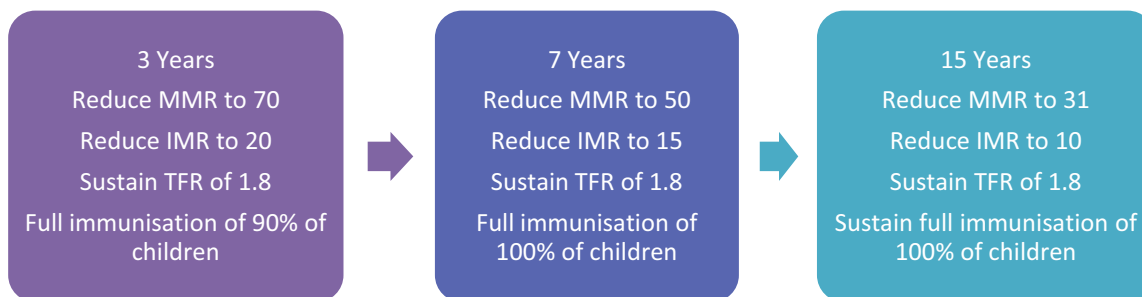 3 Years
Reduce MMR to 70
Reduce IMR to 20
Sustain TFR of 1.8
Full immunisation of 90% of
children
7 Years
Reduce MMR to 50
Reduce IMR to 15
Sustain TFR of 1.8
Full immunisation of
100% of children
15 Years
Reduce MMR to 31
Reduce IMR to 10
Sustain TFR of 1.8
Sustain full immunisation of
100% of children